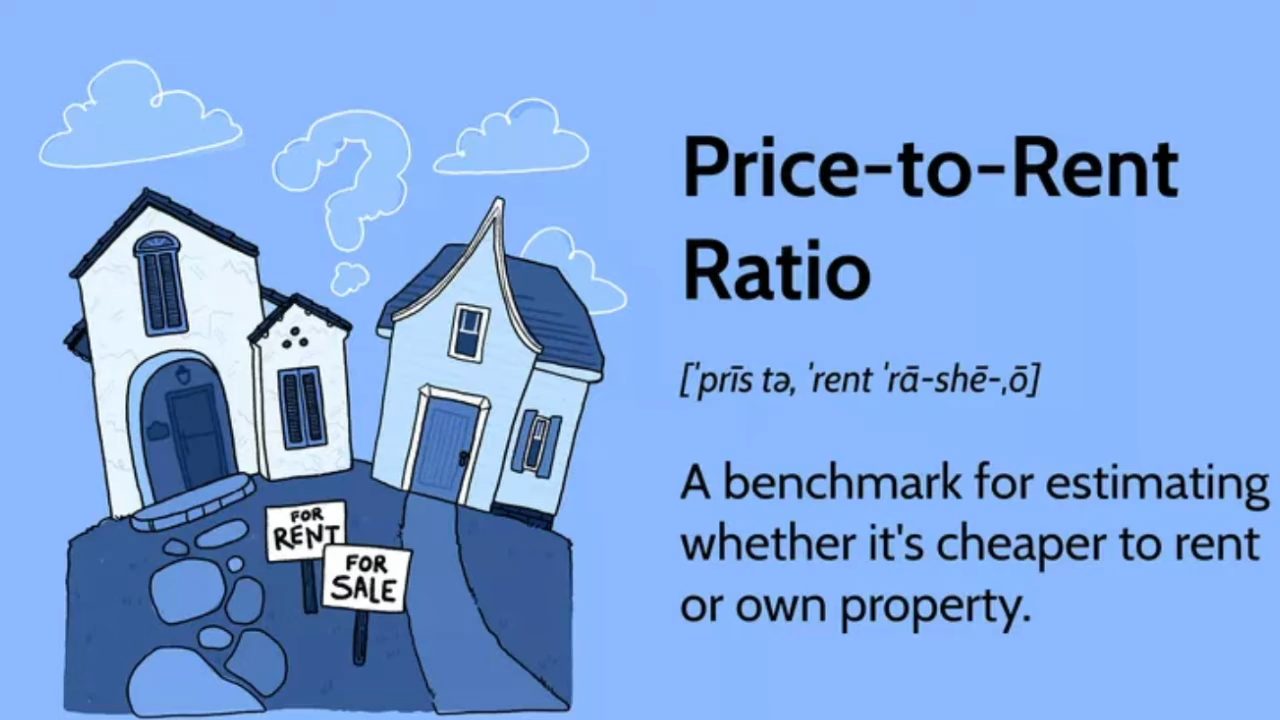 Price-to-Rent
Ratio
[ˈprīs tə, ˈrent ˈrā-shē-ˌō]
A benchmark for estimating
whether it's cheaper to rent
or own property.
FOR
RENT
FOR
SALE